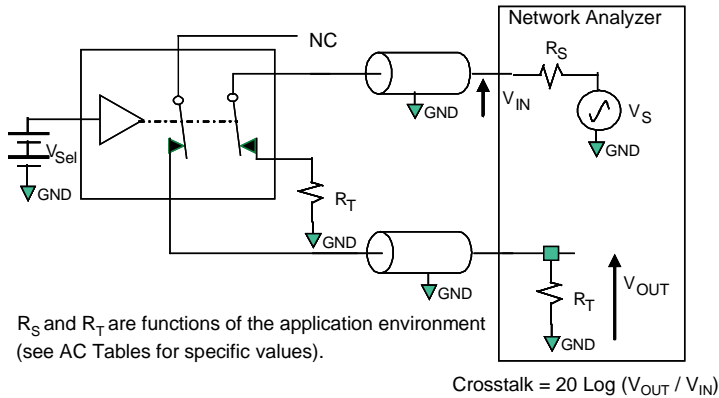 Network Analyzer
NC
R_S
V_IN
V_S
GND
GND
V_Sel
GND
R_T
GND
V_OUT
R_T
GND
GND
R_S and R_T are functions of the application environment
(see AC Tables for specific values).
Crosstalk = 20 Log (V_OUT / V_IN)